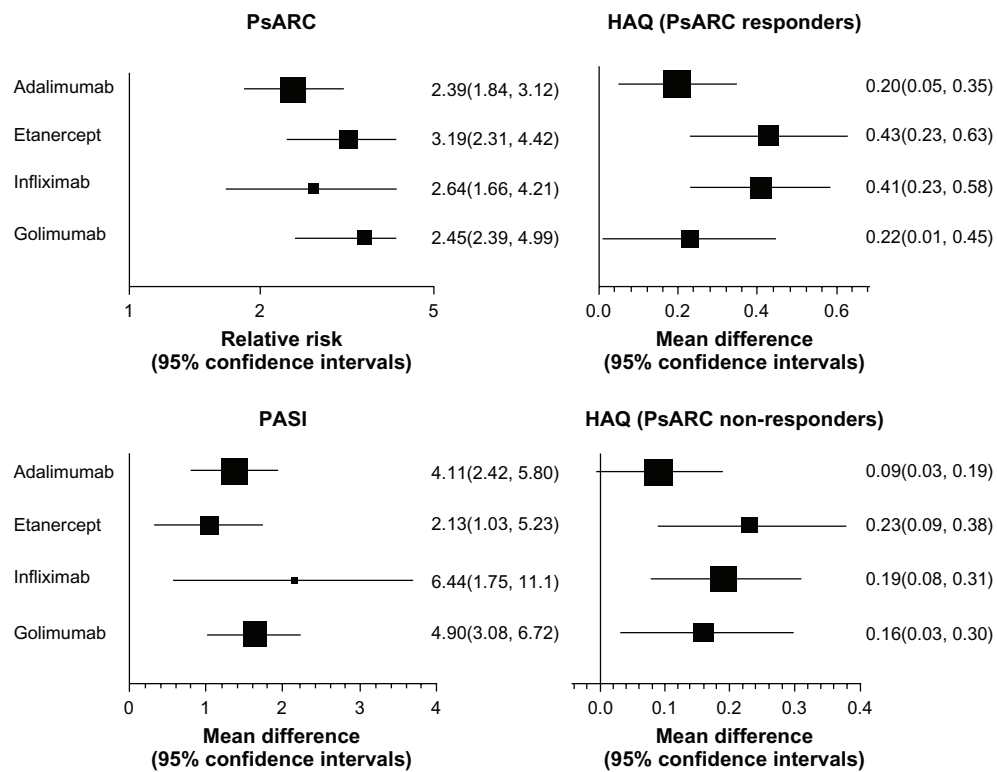 PsARC
Adalimumab 2.39(1.84, 3.12)
Etanercept 3.19(2.31, 4.42)
Infliximab 2.64(1.66, 4.21)
Golimumab 2.45(2.39, 4.99)
1 2 5
Relative risk
(95% confidence intervals)
HAQ (PsARC responders)
0.20(0.05, 0.35)
0.43(0.23, 0.63)
0.41(0.23, 0.58)
0.22(0.01, 0.45)
0.0 0.2 0.4 0.6
Mean difference
(95% confidence intervals)
PASI
Adalimumab 4.11(2.42, 5.80)
Etanercept 2.13(1.03, 5.23)
Infliximab 6.44(1.75, 11.1)
Golimumab 4.90(3.08, 6.72)
0 1 2 3 4
Mean difference
(95% confidence intervals)
HAQ (PsARC non-responders)
0.09(0.03, 0.19)
0.23(0.09, 0.38)
0.19(0.08, 0.31)
0.16(0.03, 0.30)
0.0 0.1 0.2 0.3 0.4
Mean difference
(95% confidence intervals)